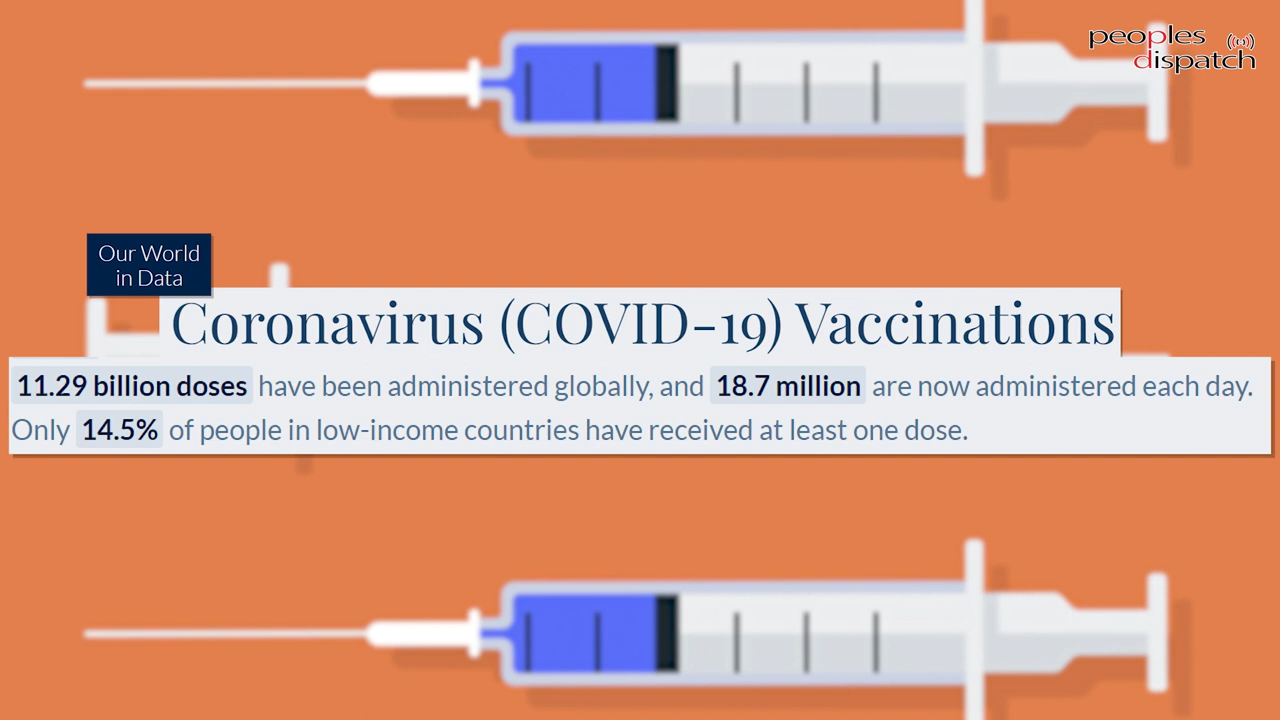 peoples
dispatch
Our World
in Data
Coronavirus (COVID-19) Vaccinations
11.29 billion doses have been administered globally, and 18.7 million are now administered each day.
Only 14.5% of people in low-income countries have received at least one dose.